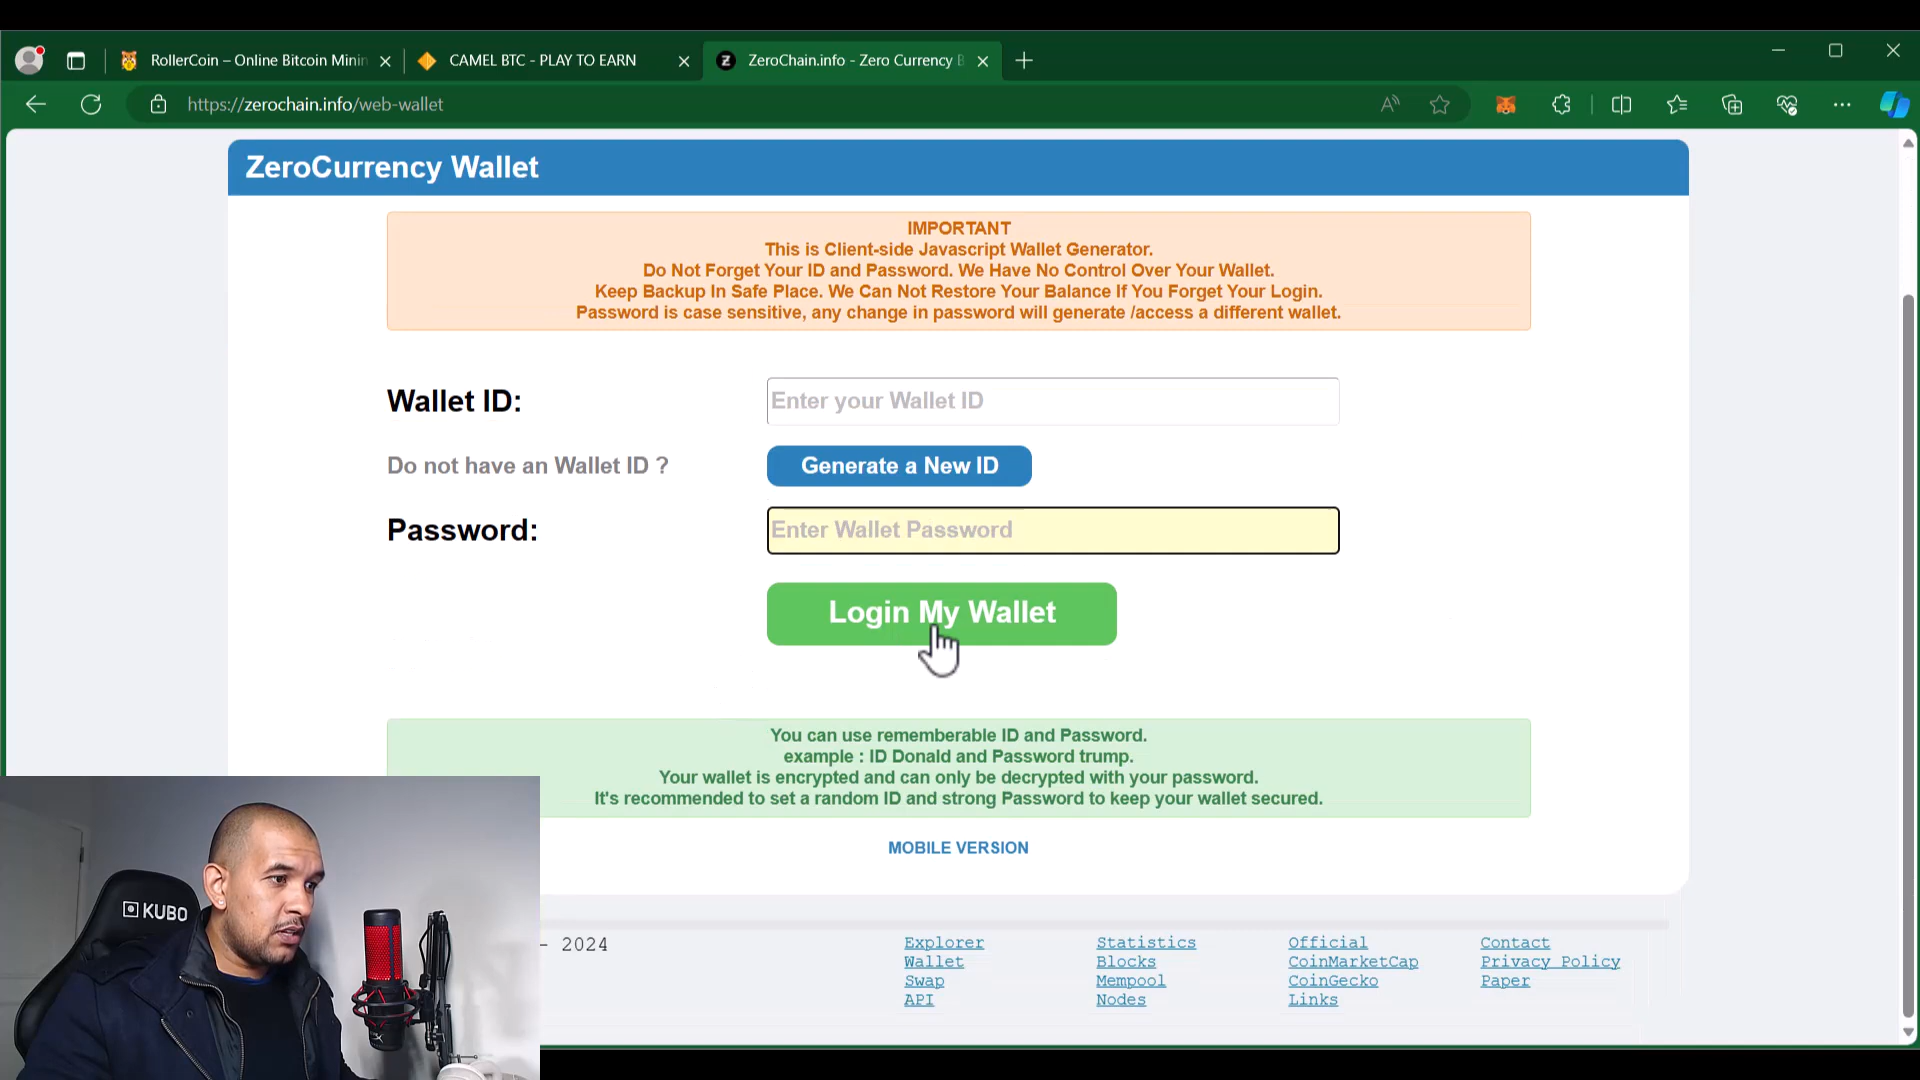 RollerCoin – Online Bitcoin Minin
CAMEL BTC - PLAY TO EARN
ZeroChain.info - Zero Currency B
https://zerochain.info/web-wallet
ZeroCurrency Wallet
IMPORTANT
This is Client-side Javascript Wallet Generator.
Do Not Forget Your ID and Password. We Have No Control Over Your Wallet.
Keep Backup In Safe Place. We Can Not Restore Your Balance If You Forget Your Login.
Password is case sensitive, any change in password will generate /access a different wallet.
Wallet ID:
Enter your Wallet ID
Do not have an Wallet ID ?
Generate a New ID
Password:
Enter Wallet Password
Login My Wallet
You can use rememberable ID and Password.
example : ID Donald and Password trump.
Your wallet is encrypted and can only be decrypted with your password.
It's recommended to set a random ID and strong Password to keep your wallet secured.
MOBILE VERSION
KUBO
- 2024
Explorer Statistics Official Contact
Wallet Blocks CoinMarketCap Privacy Policy
Swap Mempool CoinGecko Paper
API Nodes Links